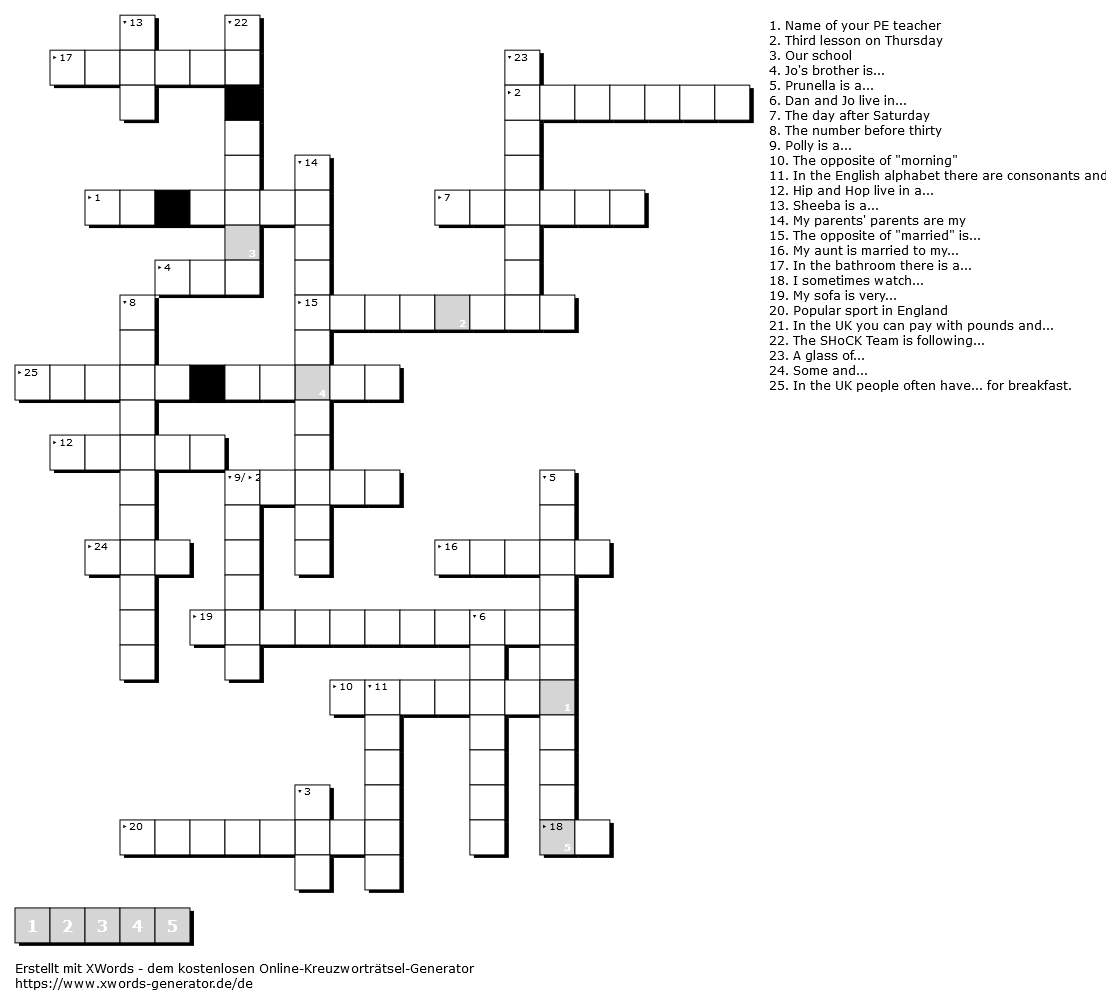 1. Name of your PE teacher
2. Third lesson on Thursday
3. Our school
4. Jo's brother is...
5. Prunella is a...
6. Dan and Jo live in...
7. The day after Saturday
8. The number before thirty
9. Polly is a...
10. The opposite of "morning"
11. In the English alphabet there are consonants and
12. Hip and Hop live in a...
13. Sheeba is a...
14. My parents' parents are my
15. The opposite of "married" is...
16. My aunt is married to my...
17. In the bathroom there is a...
18. I sometimes watch...
19. My sofa is very...
20. Popular sport in England
21. In the UK you can pay with pounds and...
22. The SHoCK Team is following...
23. A glass of...
24. Some and...
25. In the UK people often have... for breakfast.
13 22
17 23
2
14
1 7
3
4
8 15 2
25 4
12
9/ 2 5
24 16
19 6
10 11 1
3
20 18 5
1 2 3 4 5
Erstellt mit XWords - dem kostenlosen Online-Kreuzworträtsel-Generator
https://www.xwords-generator.de/de